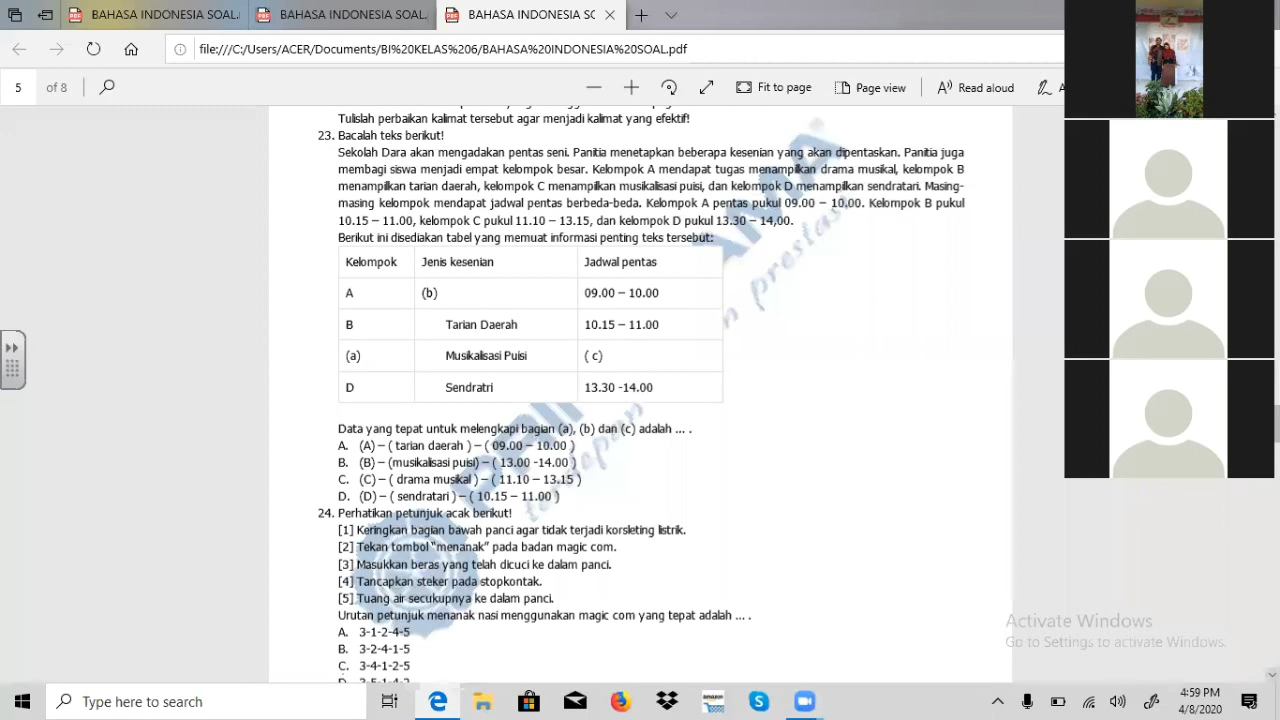 BAHASA INDONESIA SOAL.
BAHASA INDONESIA SOAL.
BAHASA INDONESIA SC
file:///C:/Users/ACER/Documents/BI%20KELAS%206/BAHASA%20INDONESIA%20SOAL.pdf
5 of 8
Fit to page
Page view
Read aloud
Tulislah perbaikan kalimat tersebut agar menjadi kalimat yang efektif!
23. Bacalah teks berikut!
Sekolah Dara akan mengadakan pentas seni. Panitia menetapkan beberapa kesenian yang akan dipentaskan. Panitia juga
membagi siswa menjadi empat kelompok besar. Kelompok A mendapat tugas menampilkan drama musikal, kelompok B
menampilkan tarian daerah, kelompok C menampilkan musikalisasi puisi, dan kelompok D menampilkan sendratari. Masing-
masing kelompok mendapat jadwal pentas berbeda-beda. Kelompok A pentas pukul 09.00 – 10,00. Kelompok B pukul
10.15 – 11.00, kelompok C pukul 11.10 – 13.15, dan kelompok D pukul 13.30 – 14,00.
Berikut ini disediakan tabel yang memuat informasi penting teks tersebut:
Kelompok Jenis kesenian Jadwal pentas
A (b) 09.00 – 10.00
B Tarian Daerah 10.15 – 11.00
(a) Musikalisasi Puisi ( c)
D Sendratri 13.30 -14.00
Data yang tepat untuk melengkapi bagian (a), (b) dan (c) adalah ... .
A. (A) – ( tarian daerah ) – ( 09.00 – 10.00 )
B. (B) – (musikalisasi puisi) – ( 13.00 -14.00 )
C. (C) – ( drama musikal ) – ( 11.10 – 13.15 )
D. (D) – ( sendratari ) – ( 10.15 – 11.00 )
24. Perhatikan petunjuk acak berikut!
[1] Keringkan bagian bawah panci agar tidak terjadi korsleting listrik.
[2] Tekan tombol "menanak" pada badan magic com.
[3] Masukkan beras yang telah dicuci ke dalam panci.
[4] Tancapkan steker pada stopkontak.
[5] Tuang air secukupnya ke dalam panci.
Urutan petunjuk menanak nasi menggunakan magic com yang tepat adalah ... .
A. 3-1-2-4-5
B. 3-2-4-1-5
C. 3-4-1-2-5
D. 3-5-1-4-2
Activate Windows
Go to Settings to activate Windows.
Type here to search
4:59 PM
4/8/2020